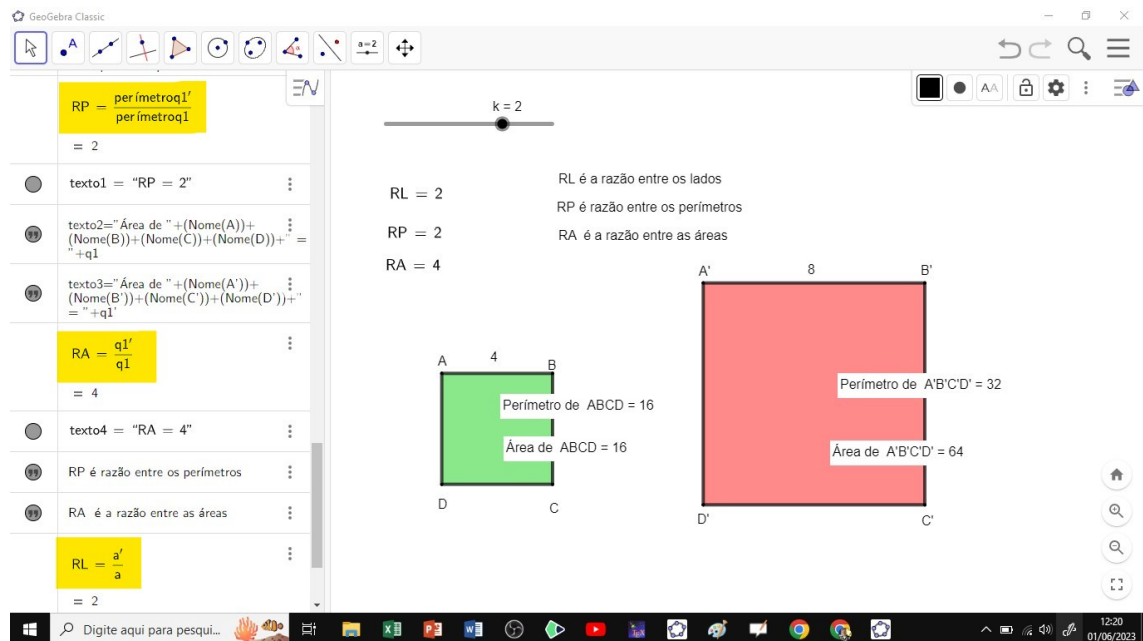 GeoGebra Classic
A
a=2
AA
RP = perímetroq1′ / perímetroq1
= 2
texto1 = “RP = 2”
texto2="Área de "+(Nome(A))+
(Nome(B))+(Nome(C))+(Nome(D))+" =
"+q1
texto3="Área de "+(Nome(A'))+
(Nome(B'))+(Nome(C'))+(Nome(D'))+"
= "+q1'
RA = q1′ / q1
= 4
texto4 = “RA = 4”
RP é razão entre os perímetros
RA é a razão entre as áreas
RL = a′ / a
= 2
k = 2
RL = 2
RP = 2
RA = 4
RL é a razão entre os lados
RP é razão entre os perímetros
RA é a razão entre as áreas
A
4
B
Perímetro de ABCD = 16
Área de ABCD = 16
D
C
A'
8
B'
Perímetro de A'B'C'D' = 32
Área de A'B'C'D' = 64
D'
C'
Digite aqui para pesqui...
12:20